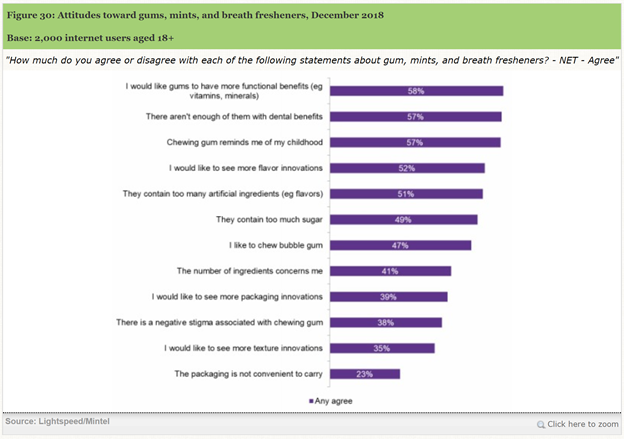 Figure 30: Attitudes toward gums, mints, and breath fresheners, December 2018
Base: 2,000 internet users aged 18+
"How much do you agree or disagree with each of the following statements about gum, mints, and breath fresheners? - NET - Agree"
I would like gums to have more functional benefits (eg
vitamins, minerals)
58%
There aren't enough of them with dental benefits
57%
Chewing gum reminds me of my childhood
57%
I would like to see more flavor innovations
52%
They contain too many artificial ingredients (eg flavors)
51%
They contain too much sugar
49%
I like to chew bubble gum
47%
The number of ingredients concerns me
41%
I would like to see more packaging innovations
39%
There is a negative stigma associated with chewing gum
38%
I would like to see more texture innovations
35%
The packaging is not convenient to carry
23%
Any agree
Source: Lightspeed/Mintel
Click here to zoom